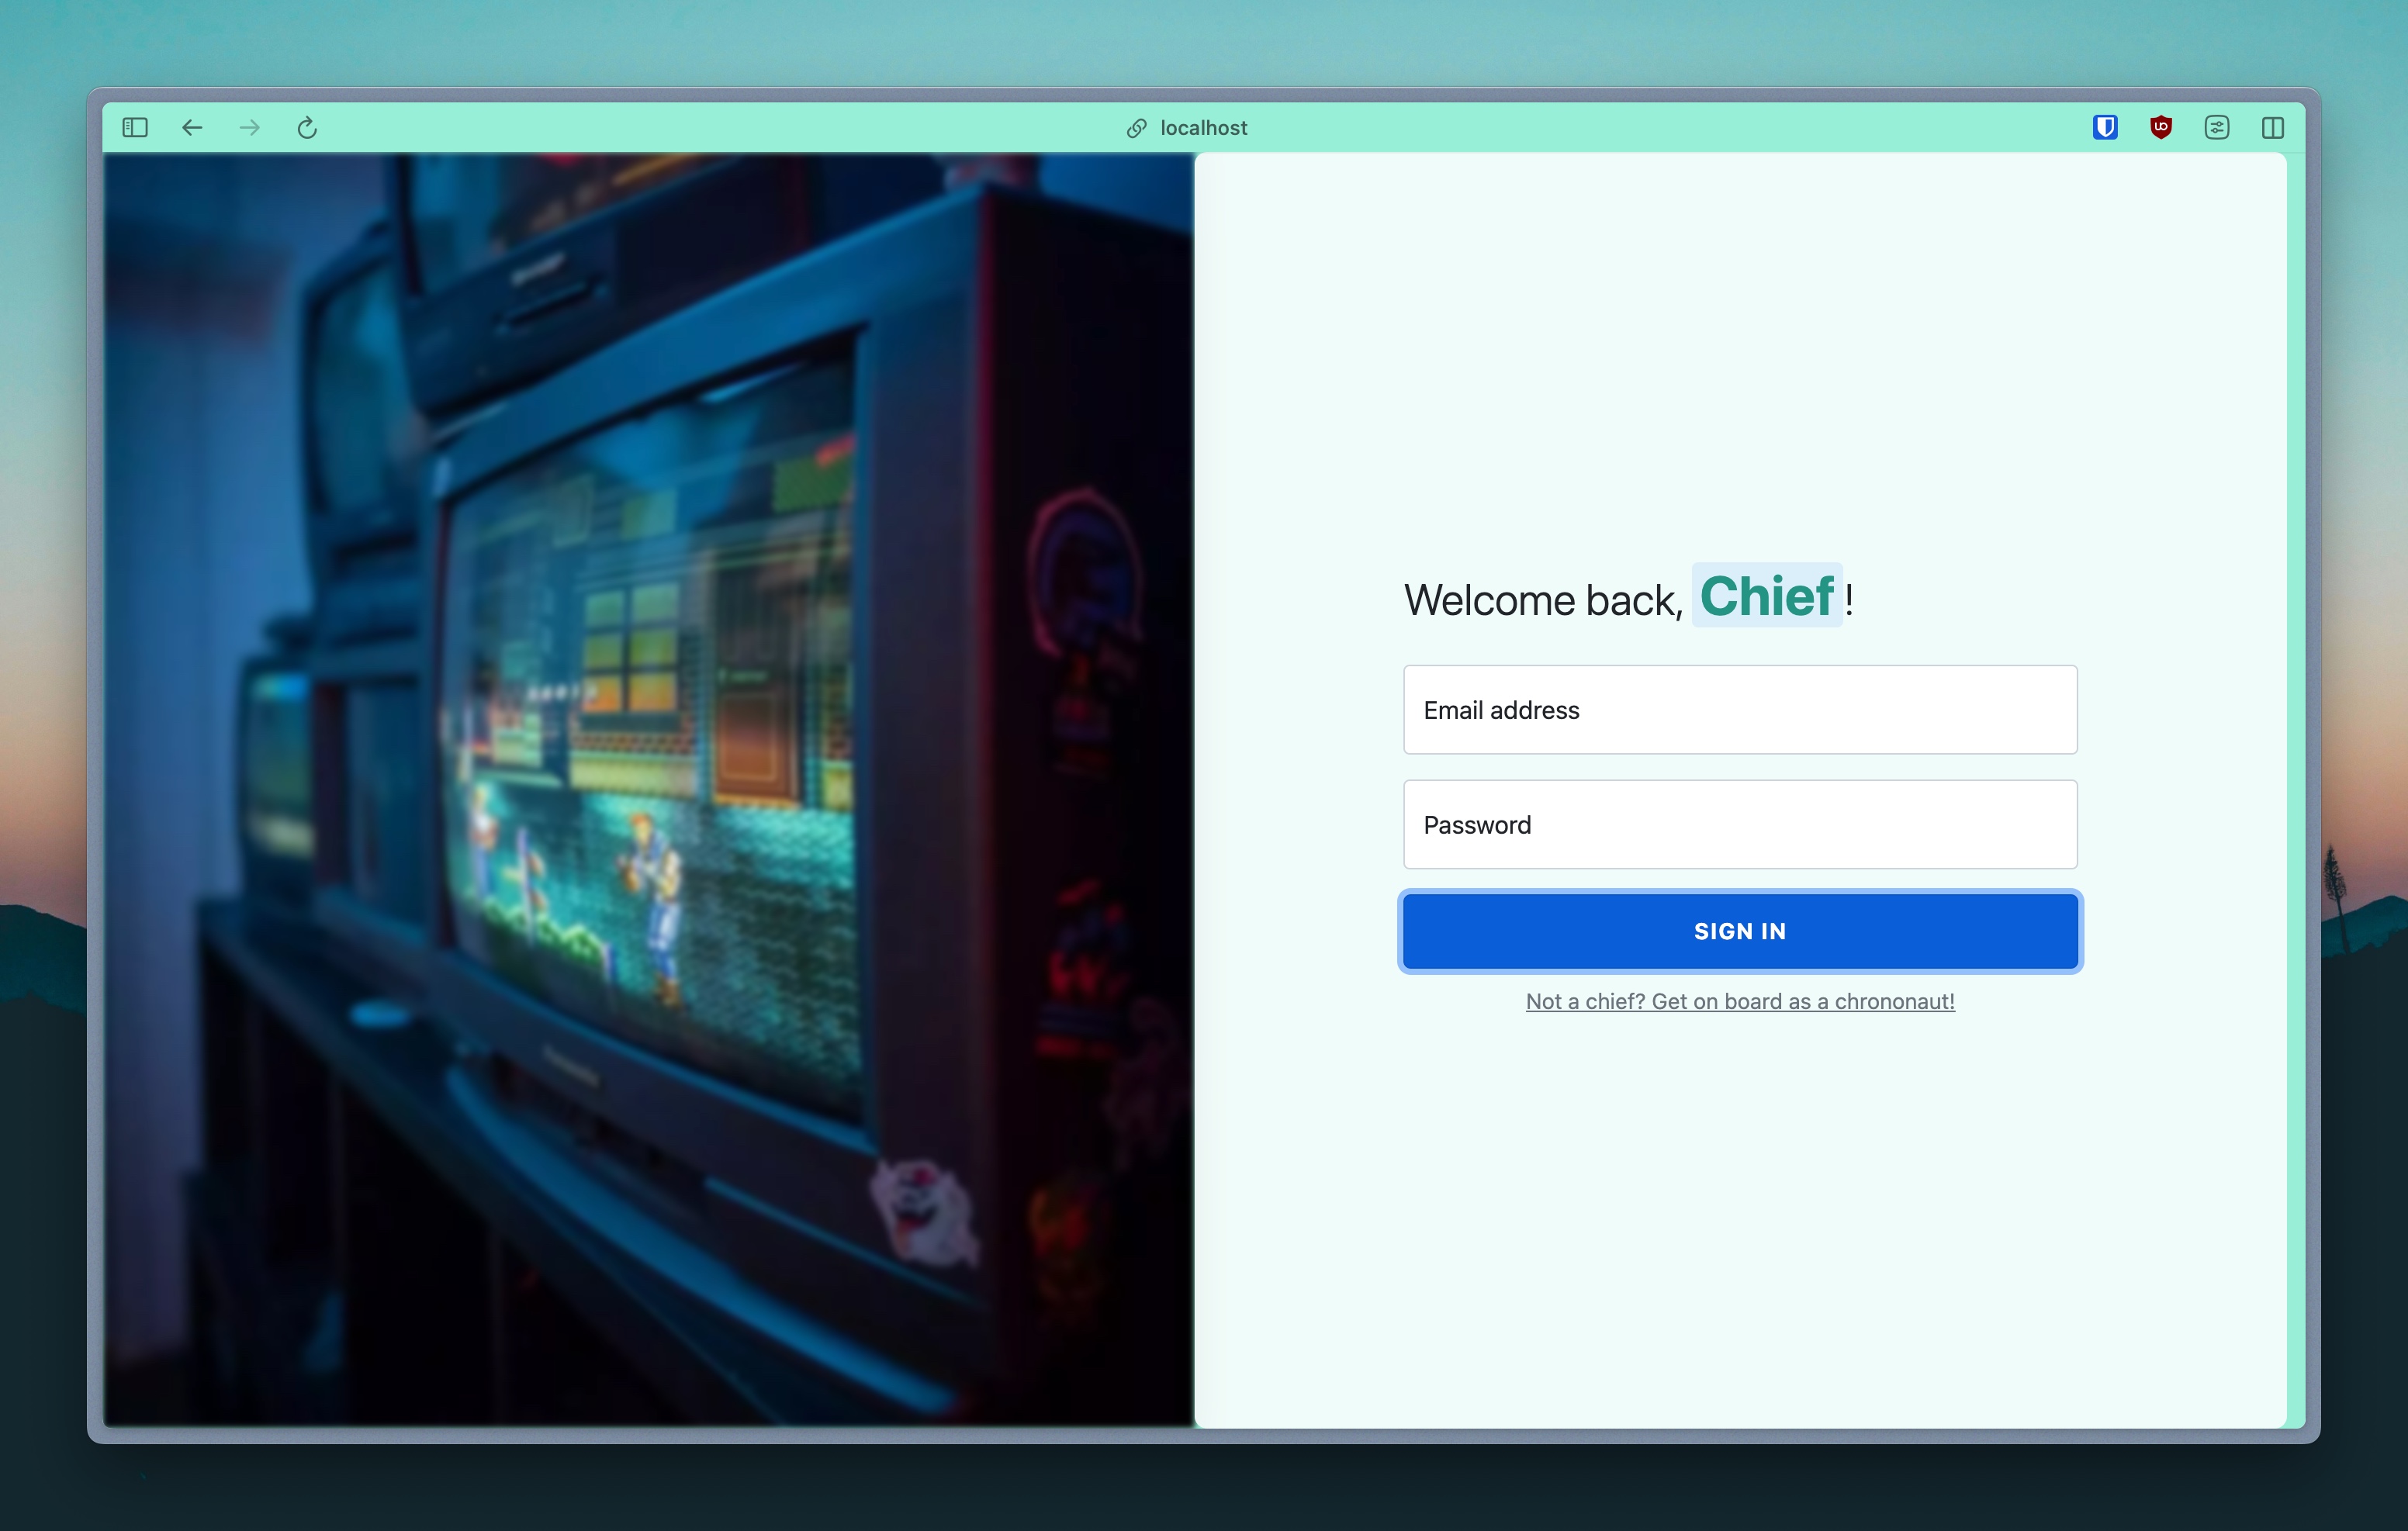 localhost
Welcome back, Chief!
Email address
Password
SIGN IN
Not a chief? Get on board as a chrononaut!